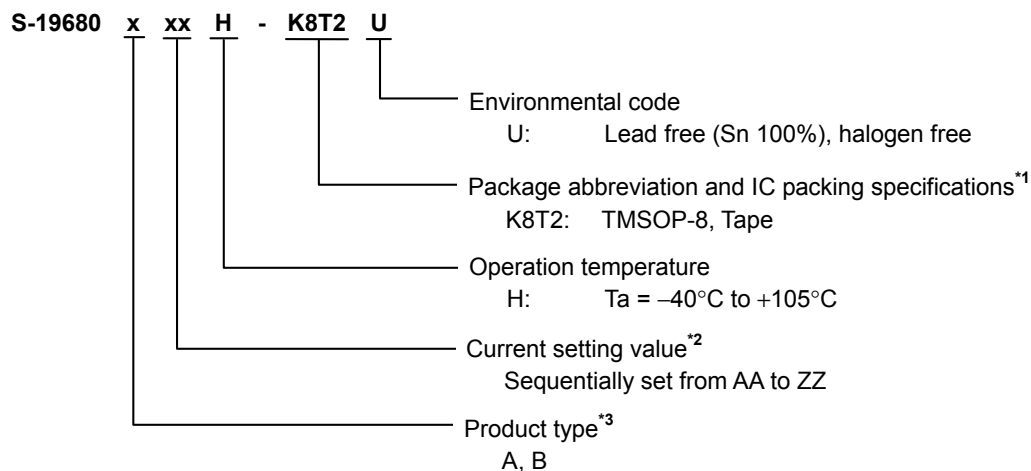 S-19680 x xx H - K8T2 U
Environmental code
U: Lead free (Sn 100%), halogen free
Package abbreviation and IC packing specifications*1
K8T2: TMSOP-8, Tape
Operation temperature
H: Ta = −40°C to +105°C
Current setting value*2
Sequentially set from AA to ZZ
Product type*3
A, B